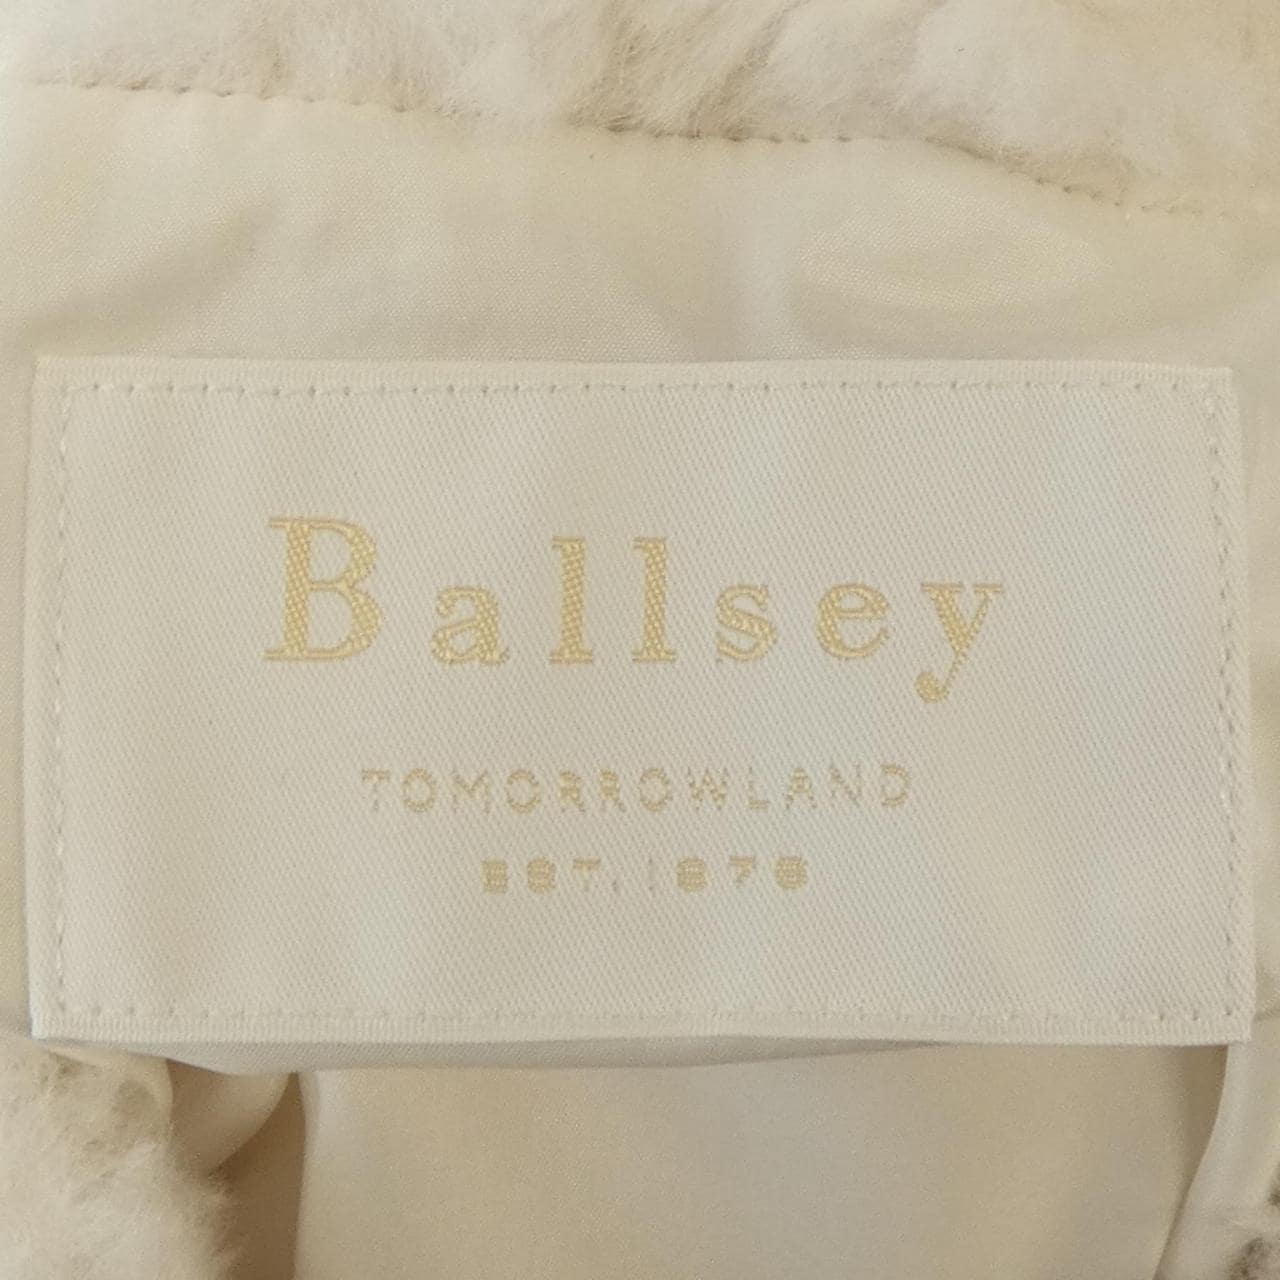 Ballsey
TOMORROWLAND
EST. 1978